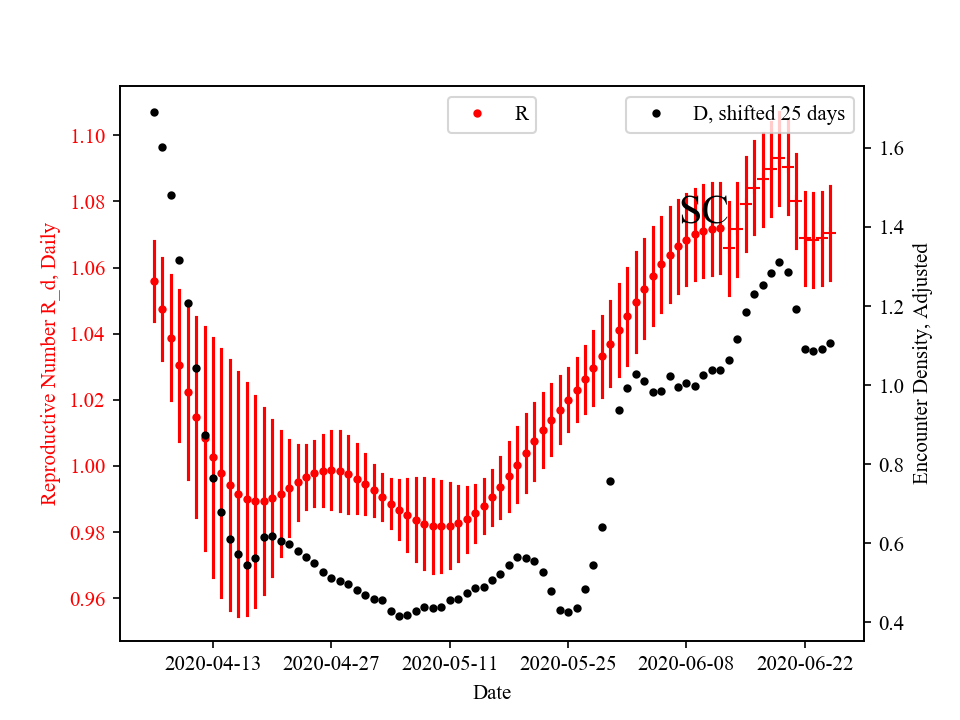 R
D, shifted 25 days
SC
1.10
1.08
1.06
1.04
1.02
1.00
0.98
0.96
Reproductive Number R_d, Daily
1.6
1.4
1.2
1.0
0.8
0.6
0.4
Encounter Density, Adjusted
2020-04-13 2020-04-27 2020-05-11 2020-05-25 2020-06-08 2020-06-22
Date